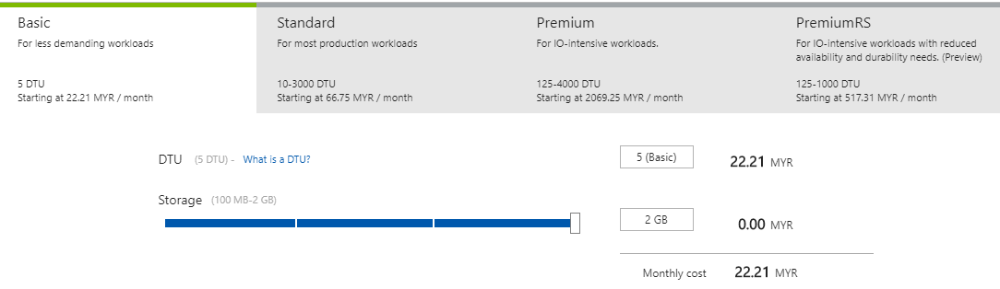 Basic
For less demanding workloads
5 DTU
Starting at 22.21 MYR / month
Standard
For most production workloads
10-3000 DTU
Starting at 66.75 MYR / month
Premium
For IO-intensive workloads.
125-4000 DTU
Starting at 2069.25 MYR / month
PremiumRS
For IO-intensive workloads with reduced
availability and durability needs. (Preview)
125-1000 DTU
Starting at 517.31 MYR / month
DTU (5 DTU) - What is a DTU? 5 (Basic) 22.21 MYR
Storage (100 MB-2 GB)
2 GB 0.00 MYR
Monthly cost 22.21 MYR